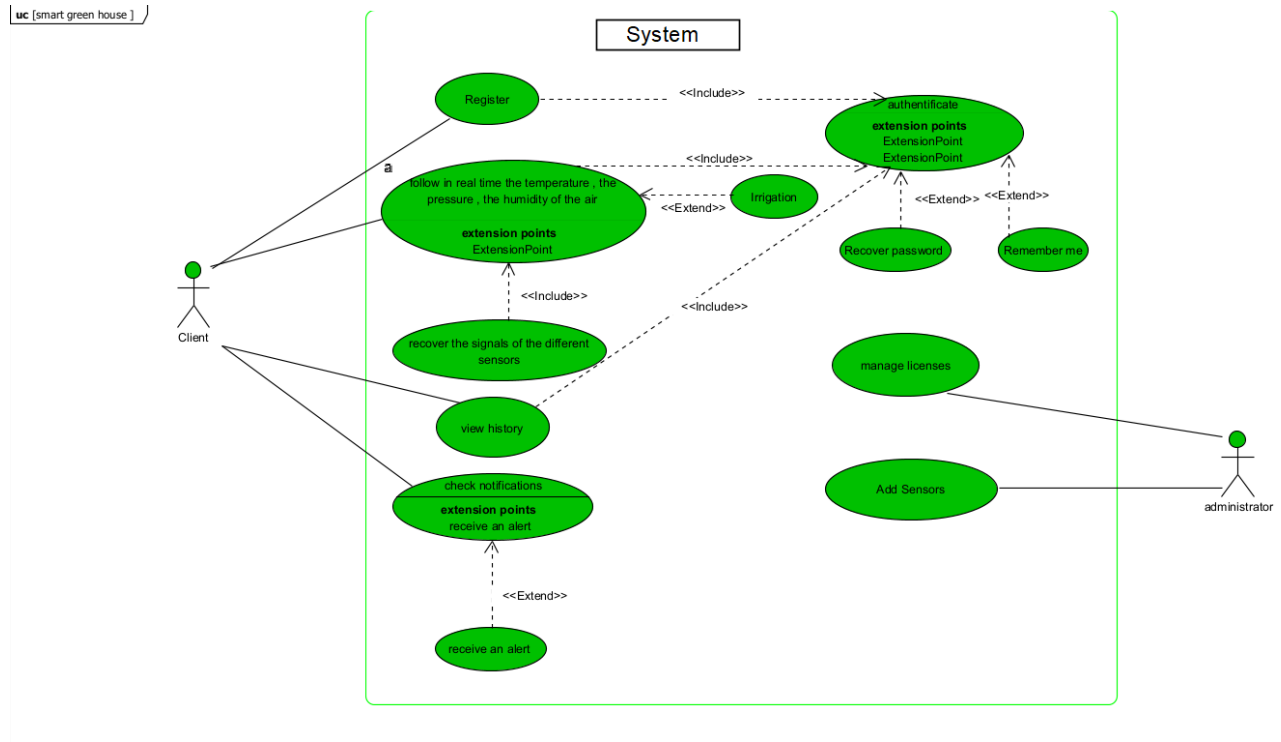 uc [smart green house ]
System
Register
<<Include>>
authentificate
extension points
ExtensionPoint
ExtensionPoint
a
follow in real time the temperature , the
pressure , the humidity of the air
extension points
ExtensionPoint
<<Include>>
<<Extend>>
Irrigation
<<Extend>>
<<Extend>>
Recover password
Remember me
<<Include>>
<<Include>>
Client
recover the signals of the different
sensors
manage licenses
view history
check notifications
extension points
receive an alert
Add Sensors
administrator
<<Extend>>
receive an alert